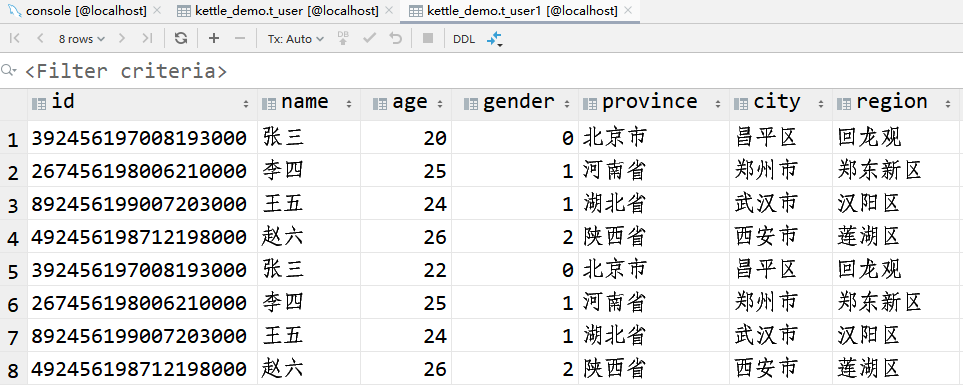 console [@localhost] kettle_demo.t_user [@localhost] kettle_demo.t_user1 [@localhost]
8 rows Tx: Auto DB DDL
<Filter criteria>
id name age gender province city region
1 392456197008193000 张三 20 0 北京市 昌平区 回龙观
2 267456198006210000 李四 25 1 河南省 郑州市 郑东新区
3 892456199007203000 王五 24 1 湖北省 武汉市 汉阳区
4 492456198712198000 赵六 26 2 陕西省 西安市 莲湖区
5 392456197008193000 张三 22 0 北京市 昌平区 回龙观
6 267456198006210000 李四 25 1 河南省 郑州市 郑东新区
7 892456199007203000 王五 24 1 湖北省 武汉市 汉阳区
8 492456198712198000 赵六 26 2 陕西省 西安市 莲湖区